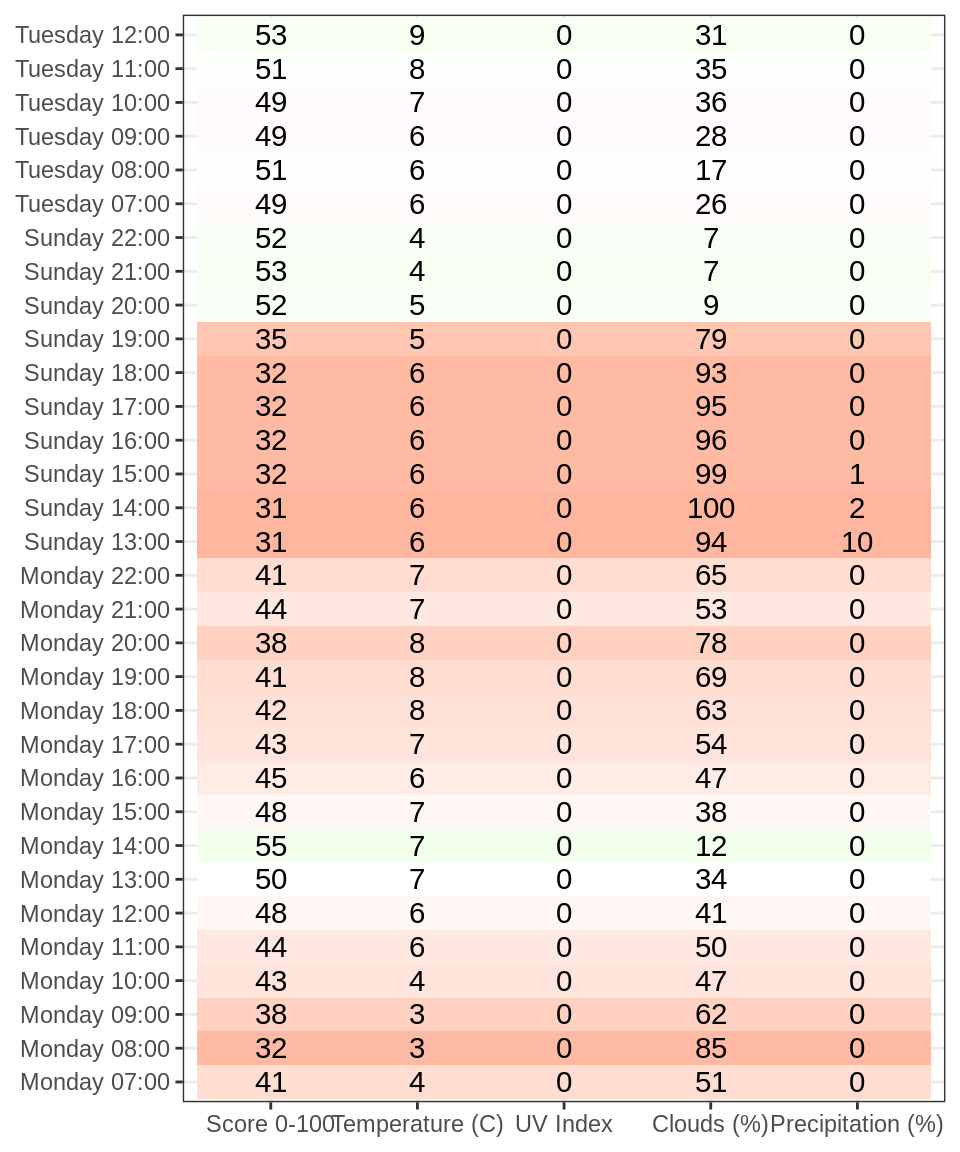 Tuesday 12:00 53 9 0 31 0
Tuesday 11:00 51 8 0 35 0
Tuesday 10:00 49 7 0 36 0
Tuesday 09:00 49 6 0 28 0
Tuesday 08:00 51 6 0 17 0
Tuesday 07:00 49 6 0 26 0
Sunday 22:00 52 4 0 7 0
Sunday 21:00 53 4 0 7 0
Sunday 20:00 52 5 0 9 0
Sunday 19:00 35 5 0 79 0
Sunday 18:00 32 6 0 93 0
Sunday 17:00 32 6 0 95 0
Sunday 16:00 32 6 0 96 0
Sunday 15:00 32 6 0 99 1
Sunday 14:00 31 6 0 100 2
Sunday 13:00 31 6 0 94 10
Monday 22:00 41 7 0 65 0
Monday 21:00 44 7 0 53 0
Monday 20:00 38 8 0 78 0
Monday 19:00 41 8 0 69 0
Monday 18:00 42 8 0 63 0
Monday 17:00 43 7 0 54 0
Monday 16:00 45 6 0 47 0
Monday 15:00 48 7 0 38 0
Monday 14:00 55 7 0 12 0
Monday 13:00 50 7 0 34 0
Monday 12:00 48 6 0 41 0
Monday 11:00 44 6 0 50 0
Monday 10:00 43 4 0 47 0
Monday 09:00 38 3 0 62 0
Monday 08:00 32 3 0 85 0
Monday 07:00 41 4 0 51 0
Score 0-100 Temperature (C) UV Index Clouds (%) Precipitation (%)